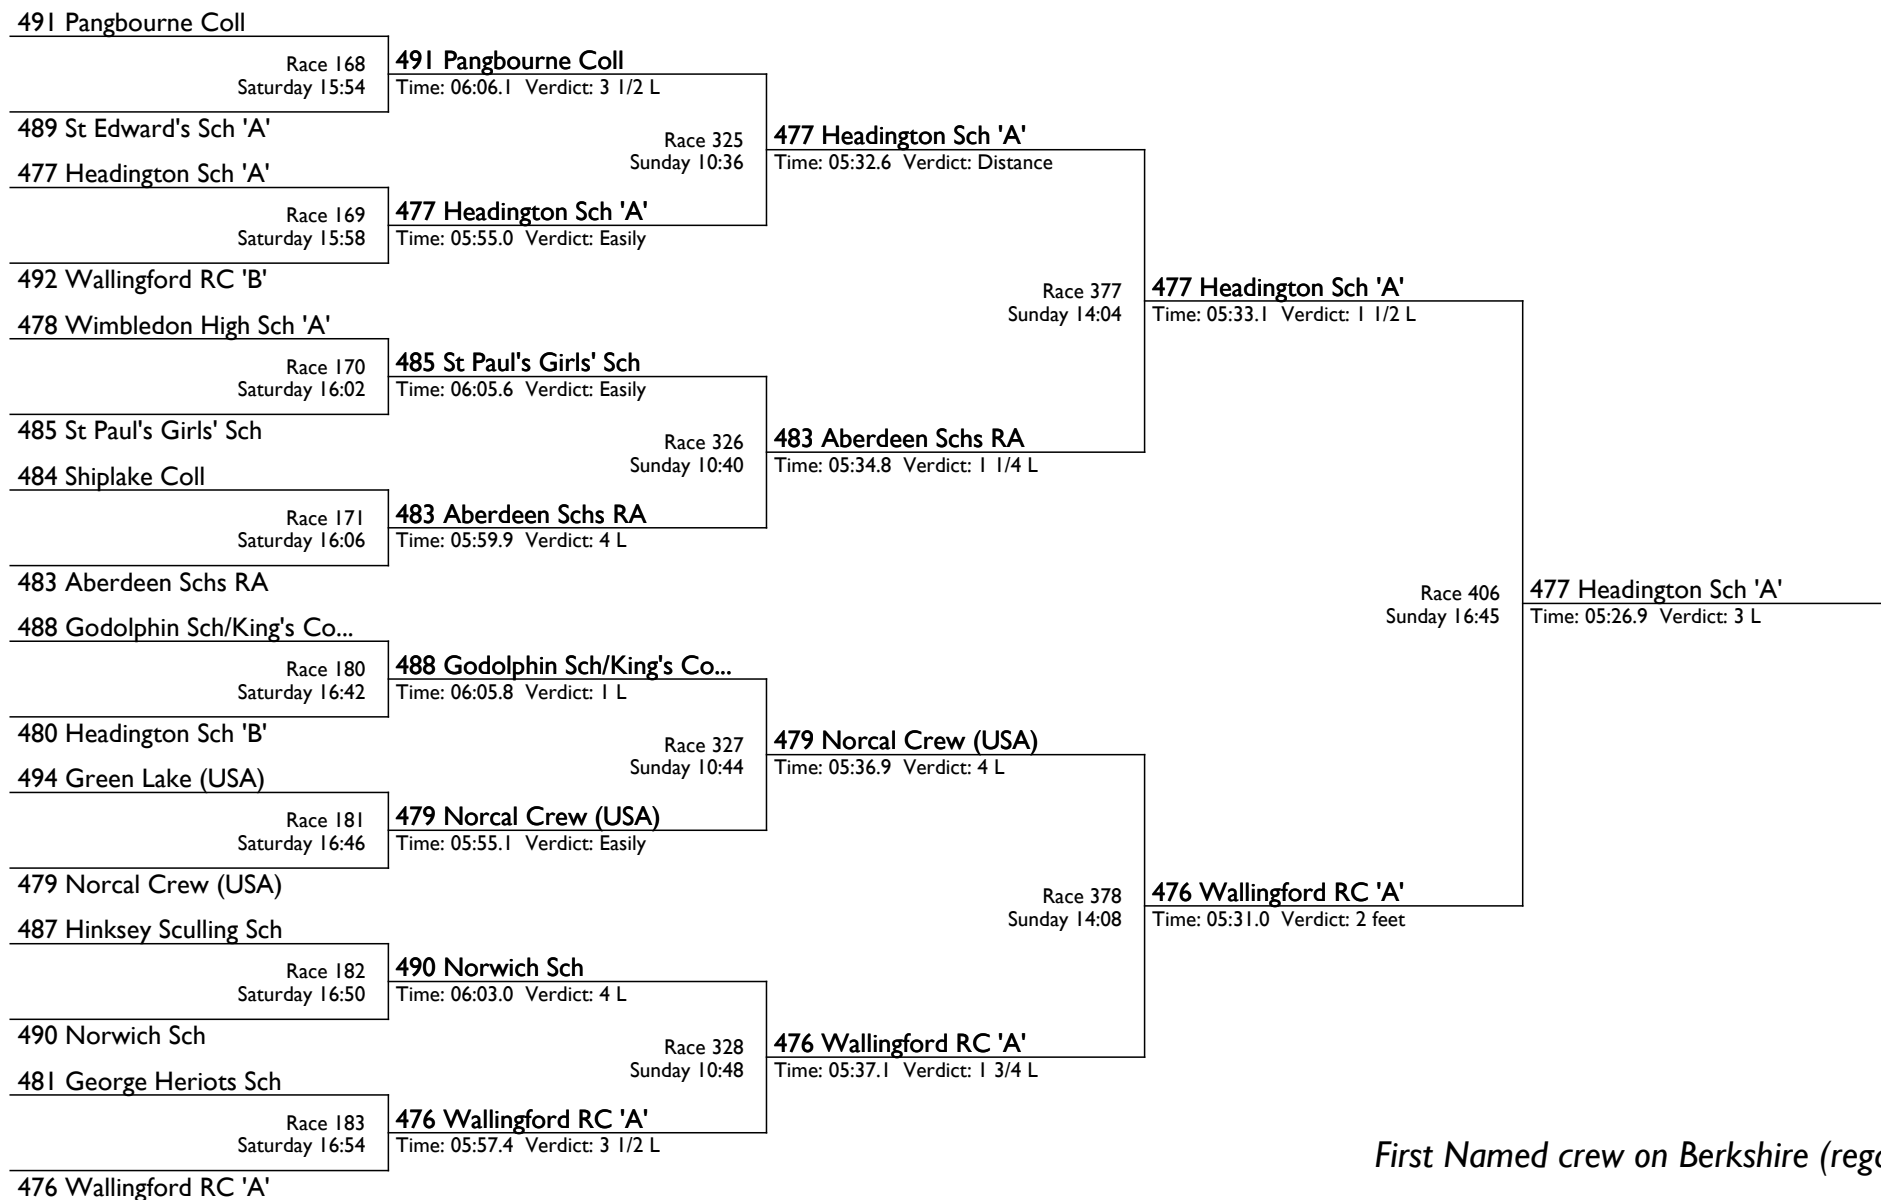 491 Pangbourne Coll
Race 168
Saturday 15:54
489 St Edward's Sch 'A'
491 Pangbourne Coll
Time: 06:06.1 Verdict: 3 1/2 L
477 Headington Sch 'A'
Race 169
Saturday 15:58
492 Wallingford RC 'B'
477 Headington Sch 'A'
Time: 05:55.0 Verdict: Easily
478 Wimbledon High Sch 'A'
Race 170
Saturday 16:02
485 St Paul's Girls' Sch
485 St Paul's Girls' Sch
Time: 06:05.6 Verdict: Easily
484 Shiplake Coll
Race 171
Saturday 16:06
483 Aberdeen Schs RA
483 Aberdeen Schs RA
Time: 05:59.9 Verdict: 4 L
488 Godolphin Sch/King's Co...
Race 180
Saturday 16:42
480 Headington Sch 'B'
488 Godolphin Sch/King's Co...
Time: 06:05.8 Verdict: 1 L
494 Green Lake (USA)
Race 181
Saturday 16:46
479 Norcal Crew (USA)
479 Norcal Crew (USA)
Time: 05:55.1 Verdict: Easily
487 Hinksey Sculling Sch
Race 182
Saturday 16:50
490 Norwich Sch
490 Norwich Sch
Time: 06:03.0 Verdict: 4 L
481 George Heriots Sch
Race 183
Saturday 16:54
476 Wallingford RC 'A'
476 Wallingford RC 'A'
Time: 05:57.4 Verdict: 3 1/2 L
Race 325
Sunday 10:36
477 Headington Sch 'A'
Time: 05:32.6 Verdict: Distance
Race 326
Sunday 10:40
483 Aberdeen Schs RA
Time: 05:34.8 Verdict: 1 1/4 L
Race 327
Sunday 10:44
479 Norcal Crew (USA)
Time: 05:36.9 Verdict: 4 L
Race 328
Sunday 10:48
476 Wallingford RC 'A'
Time: 05:37.1 Verdict: 1 3/4 L
Race 377
Sunday 14:04
477 Headington Sch 'A'
Time: 05:33.1 Verdict: 1 1/2 L
Race 378
Sunday 14:08
476 Wallingford RC 'A'
Time: 05:31.0 Verdict: 2 feet
Race 406
Sunday 16:45
477 Headington Sch 'A'
Time: 05:26.9 Verdict: 3 L
First Named crew on Berkshire